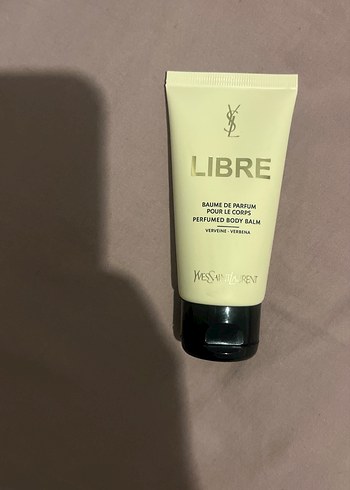 YSL
LIBRE
BAUME DE PARFUM
POUR LE CORPS
PERFUMED BODY BALM
VERVEINE - VERBENA
YVESSAINTLAURENT